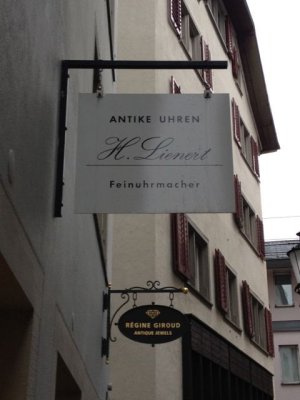 ANTIKE UHREN
H. Lienert
Feinuhrmacher
RÉGINE GIROUD
ANTIQUE JEWELS